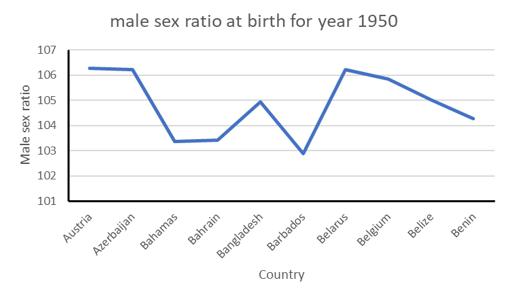 male sex ratio at birth for year 1950
107
106
105
104
103
102
101
Male sex ratio
Austria
Azerbaijan
Bahamas
Bahrain
Bangladesh
Barbados
Belarus
Belgium
Belize
Benin
Country